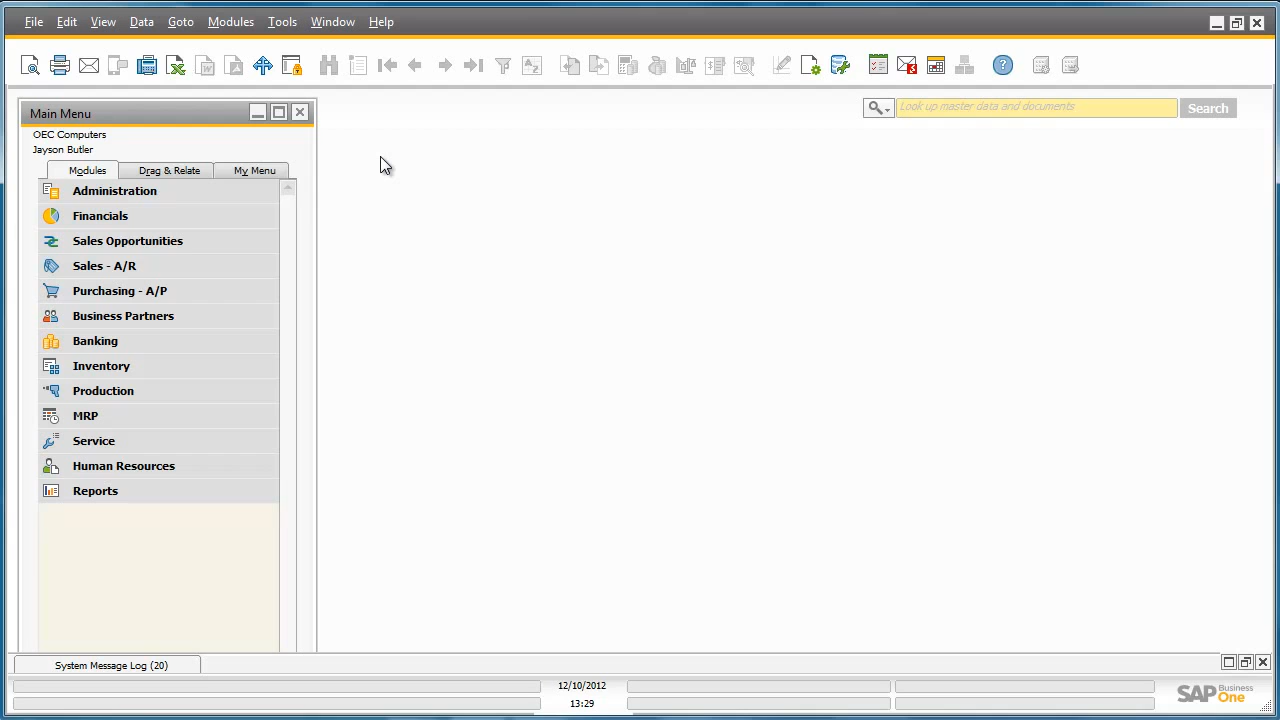 File Edit View Data Goto Modules Tools Window Help
Main Menu
Look up master data and documents
Search
OEC Computers
Jayson Butler
Modules
Drag & Relate
My Menu
Administration
Financials
Sales Opportunities
Sales - A/R
Purchasing - A/P
Business Partners
Banking
Inventory
Production
MRP
Service
Human Resources
Reports
System Message Log (20)
12/10/2012
13:29
SAP Business One